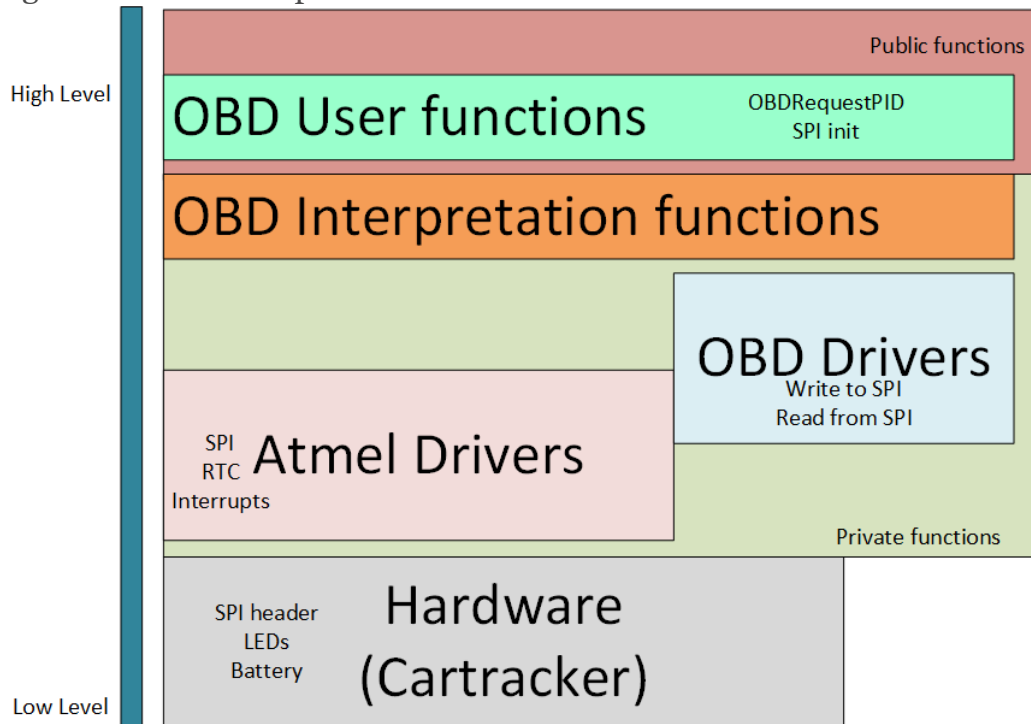 Public functions
High Level
OBD User functions
OBDRequestPID
SPI init
OBD Interpretation functions
OBD Drivers
Write to SPI
Read from SPI
SPI
RTC
Interrupts
Atmel Drivers
Private functions
SPI header
LEDs
Battery
Hardware
(Cartracker)
Low Level